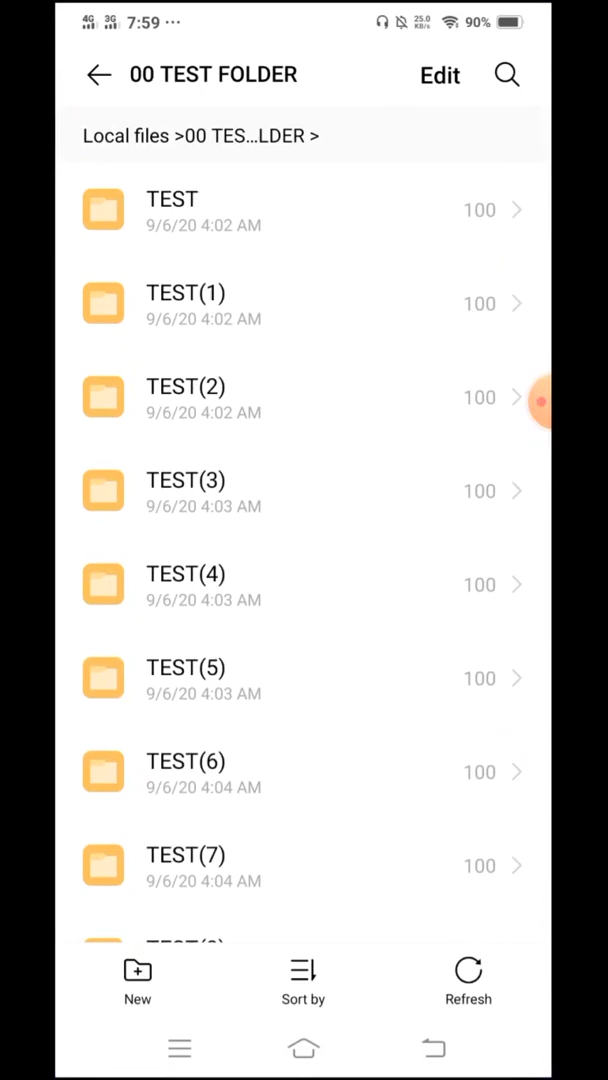 4G 3G 7:59 ··· 25.0 KB/s 90%
00 TEST FOLDER Edit
Local files >00 TES...LDER >
TEST
9/6/20 4:02 AM 100
TEST(1)
9/6/20 4:02 AM 100
TEST(2)
9/6/20 4:02 AM 100
TEST(3)
9/6/20 4:03 AM 100
TEST(4)
9/6/20 4:03 AM 100
TEST(5)
9/6/20 4:03 AM 100
TEST(6)
9/6/20 4:04 AM 100
TEST(7)
9/6/20 4:04 AM 100
New Sort by Refresh